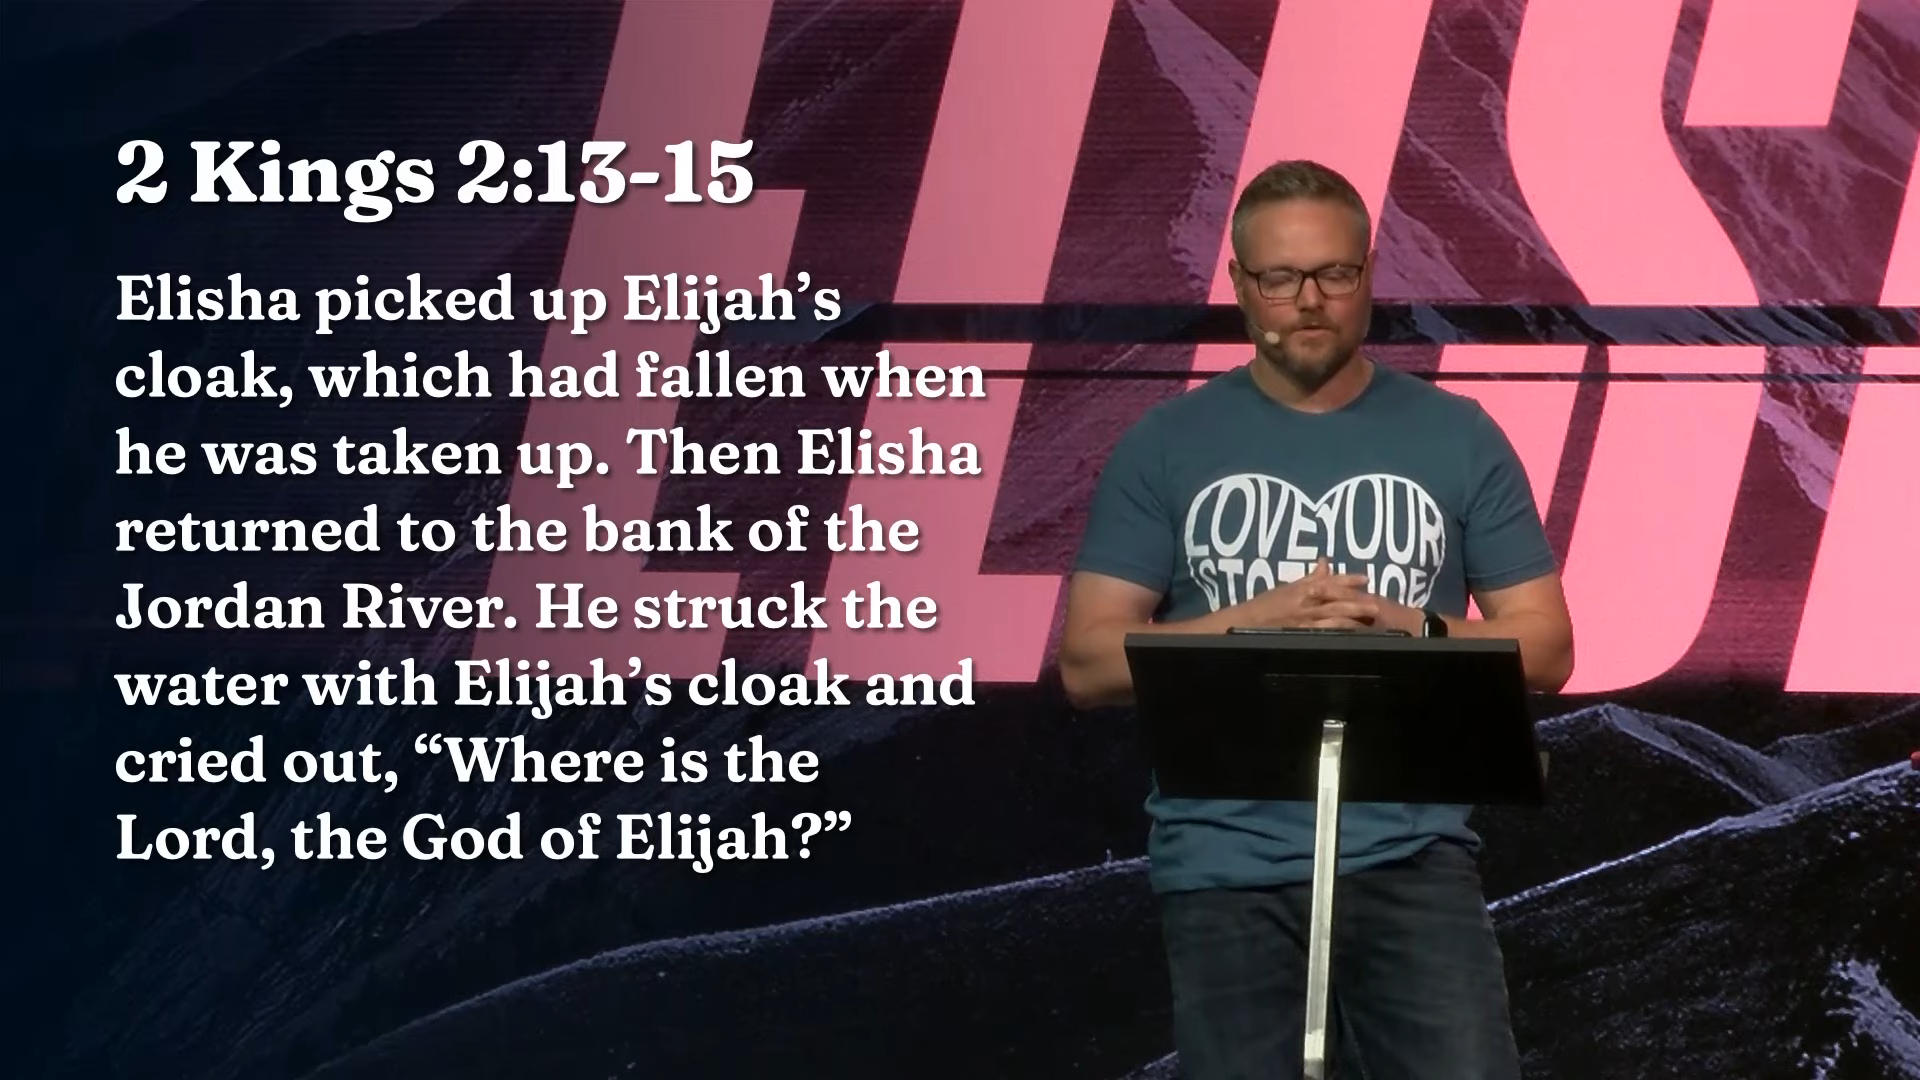 2 Kings 2:13-15
Elisha picked up Elijah’s
cloak, which had fallen when
he was taken up. Then Elisha
returned to the bank of the
Jordan River. He struck the
water with Elijah’s cloak and
cried out, “Where is the
Lord, the God of Elijah?”
ELIS
LOVE YOUR